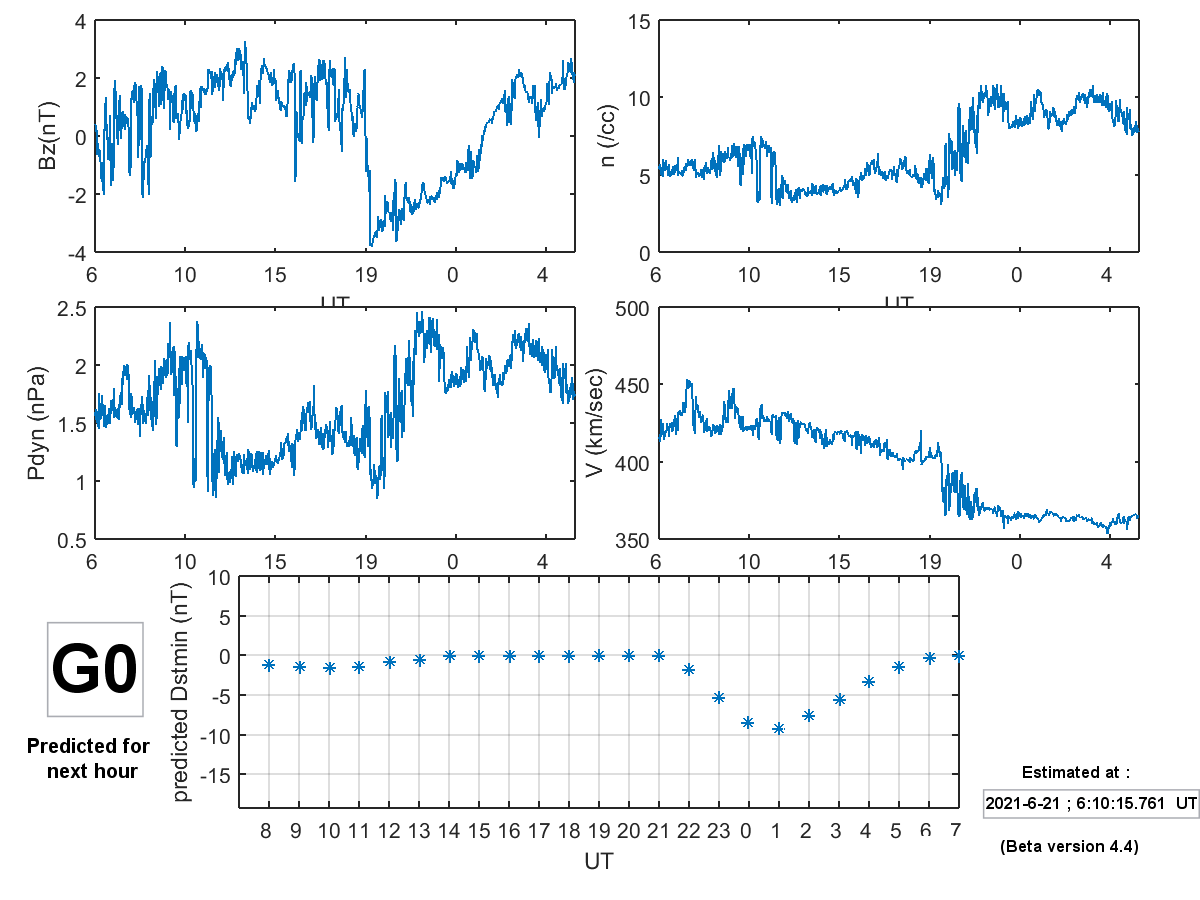 4
2
0
-2
-4
Bz(nT)
6 10 15 19 0 4
UT
15
10
5
0
n (/cc)
6 10 15 19 0 4
UT
2.5
2
1.5
1
0.5
Pdyn (nPa)
6 10 15 19 0 4
500
450
400
350
V (km/sec)
6 10 15 19 0 4
10
5
0
-5
-10
-15
predicted Dstmin (nT)
8 9 10 11 12 13 14 15 16 17 18 19 20 21 22 23 0 1 2 3 4 5 6 7
UT
G0
Predicted for
next hour
Estimated at :
2021-6-21 ; 6:10:15.761 UT
(Beta version 4.4)